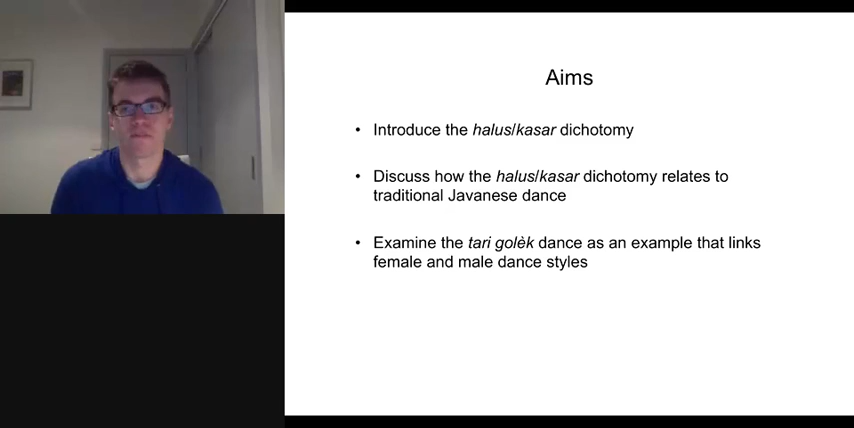 Aims
• Introduce the halus/kasar dichotomy
• Discuss how the halus/kasar dichotomy relates to
traditional Javanese dance
• Examine the tari golèk dance as an example that links
female and male dance styles